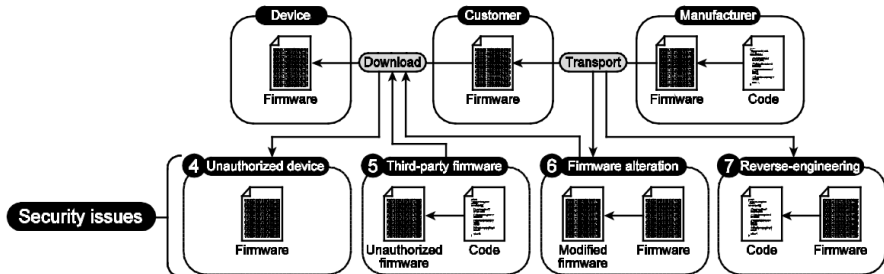 Device
Customer
Manufacturer
Download
Transport
Firmware
Firmware
Firmware
Code
4 Unauthorized device
5 Third-party firmware
6 Firmware alteration
7 Reverse-engineering
Security issues
Firmware
Unauthorized
firmware
Code
Modified
firmware
Firmware
Code
Firmware